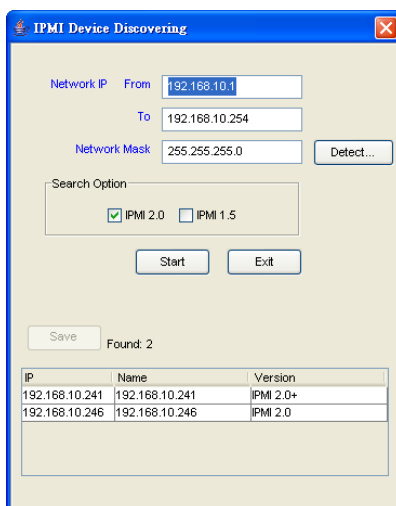 IPMI Device Discovering
Network IP From 192.168.10.1
To 192.168.10.254
Network Mask 255.255.255.0 Detect...
Search Option
IPMI 2.0 IPMI 1.5
Start Exit
Save Found: 2
IP Name Version
192.168.10.241 192.168.10.241 IPMI 2.0+
192.168.10.246 192.168.10.246 IPMI 2.0